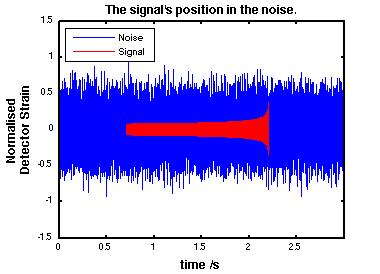 The signal's position in the noise.
1.5
Noise
Signal
1
0.5
0
-0.5
-1
-1.5
Normalised
Detector Strain
0 0.5 1 1.5 2 2.5
time /s